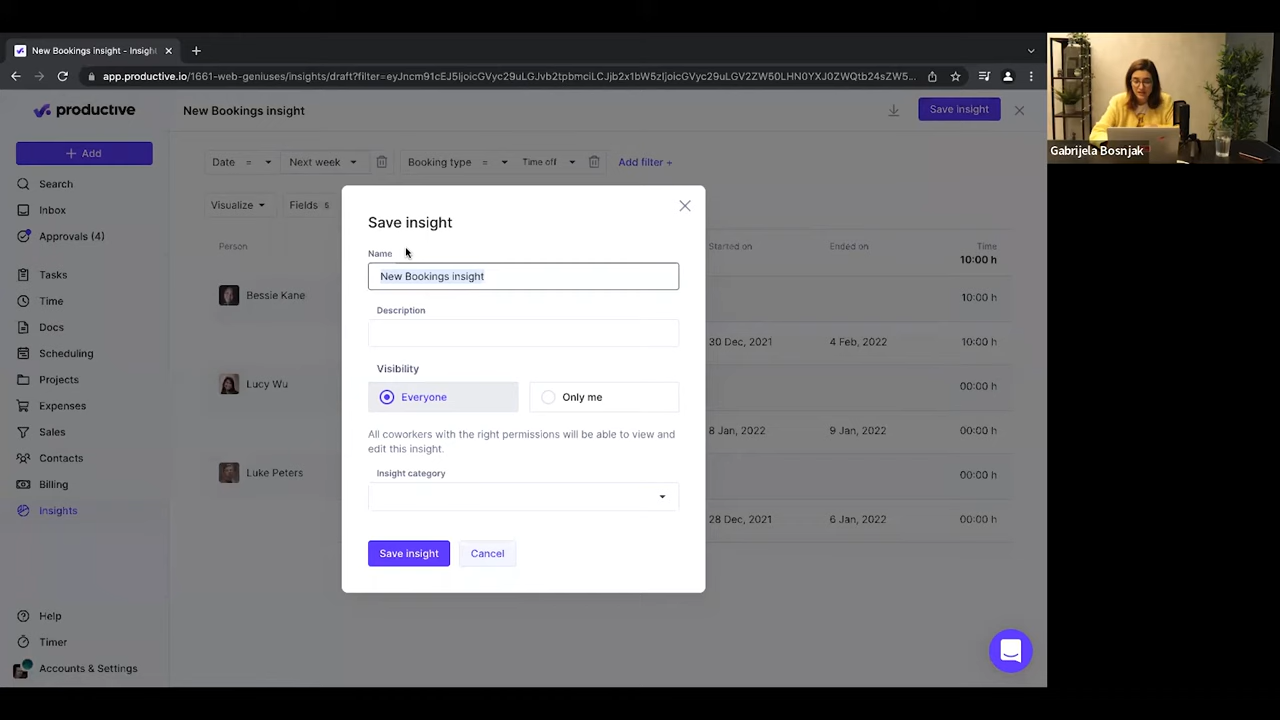 New Bookings insight - Insight
app.productive.io/1661-web-geniuses/insights/draft?filter=eyJncm91cEJ5IjoicGVyc29uLGJvb2tpbmciLCJjb2x1bW5zIjoicGVyc29uLGV2ZW50LHN0YXJ0ZWQtb24sZW5...
productive
New Bookings insight
Save insight
+ Add
Date = Next week Booking type = Time off Add filter +
Search
Inbox
Approvals (4)
Tasks
Time
Docs
Scheduling
Projects
Expenses
Sales
Contacts
Billing
Insights
Help
Timer
Accounts & Settings
Visualize Fields 5
Person Started on Ended on Time
10:00 h
Bessie Kane 10:00 h
30 Dec, 2021 4 Feb, 2022 10:00 h
Lucy Wu 00:00 h
8 Jan, 2022 9 Jan, 2022 00:00 h
Luke Peters 00:00 h
28 Dec, 2021 6 Jan, 2022 00:00 h
Save insight
Name
New Bookings insight
Description
Visibility
Everyone Only me
All coworkers with the right permissions will be able to view and
edit this insight.
Insight category
Save insight Cancel
Gabrijela Bosnjak